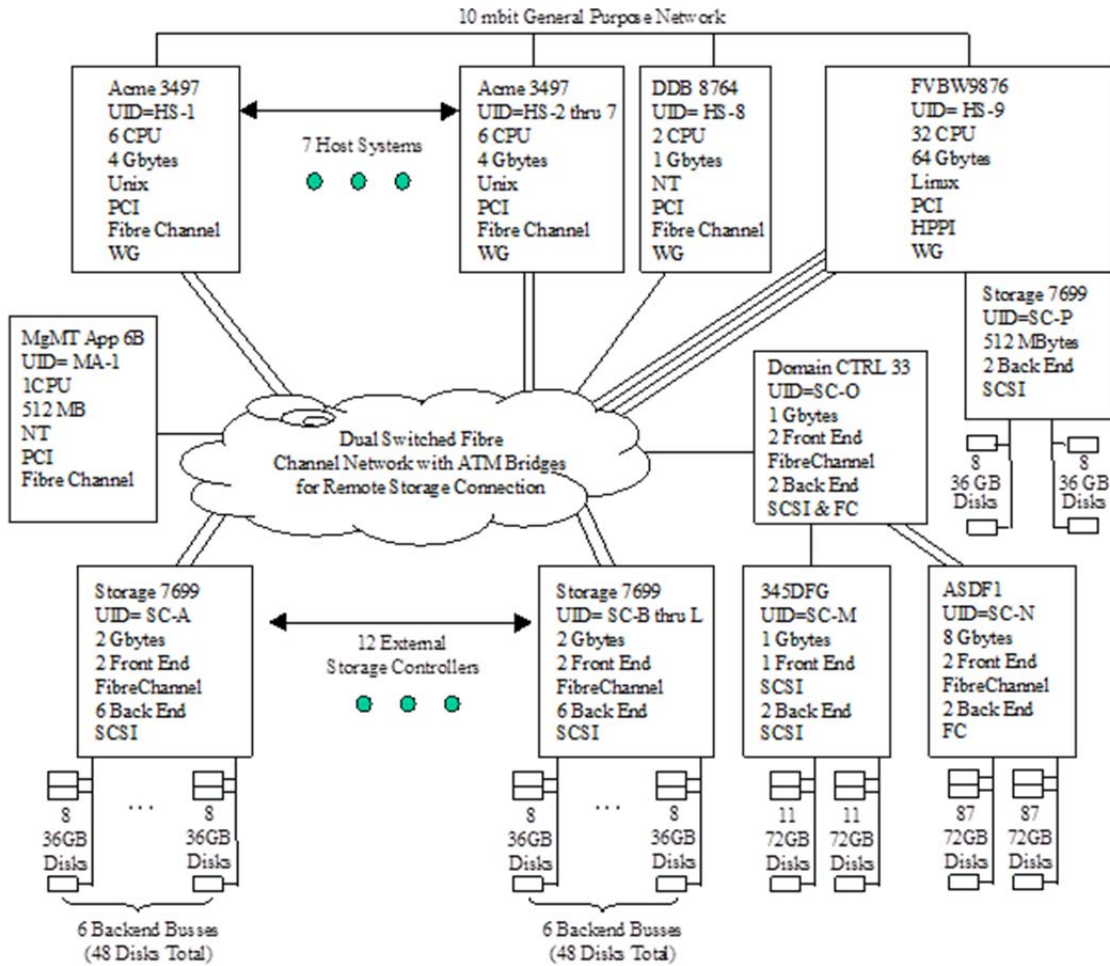 10 mbit General Purpose Network
Acme 3497
UID=HS-1
6 CPU
4 Gbytes
Unix
PCI
Fibre Channel
WG
7 Host Systems
Acme 3497
UID=HS-2 thru 7
6 CPU
4 Gbytes
Unix
PCI
Fibre Channel
WG
DDB 8764
UID= HS-8
2 CPU
1 Gbytes
NT
PCI
Fibre Channel
WG
FVBW9876
UID= HS-9
32 CPU
64 Gbytes
Linux
PCI
HPPI
WG
Storage 7699
UID=SC-P
512 MBytes
2 Back End
SCSI
8
36 GB
Disks
8
36 GB
Disks
MgMT App 6B
UID= MA-1
1CPU
512 MB
NT
PCI
Fibre Channel
Dual Switched Fibre
Channel Network with ATM Bridges
for Remote Storage Connection
Domain CTRL 33
UID=SC-O
1 Gbytes
2 Front End
FibreChannel
2 Back End
SCSI & FC
Storage 7699
UID= SC-A
2 Gbytes
2 Front End
FibreChannel
6 Back End
SCSI
12 External
Storage Controllers
Storage 7699
UID= SC-B thru L
2 Gbytes
2 Front End
FibreChannel
6 Back End
SCSI
345DFG
UID=SC-M
1 Gbytes
1 Front End
SCSI
2 Back End
SCSI
ASDF1
UID=SC-N
8 Gbytes
2 Front End
FibreChannel
2 Back End
FC
8
36GB
Disks
...
8
36GB
Disks
8
36GB
Disks
...
8
36GB
Disks
11
72GB
Disks
11
72GB
Disks
87
72GB
Disks
87
72GB
Disks
6 Backend Busses
(48 Disks Total)
6 Backend Busses
(48 Disks Total)